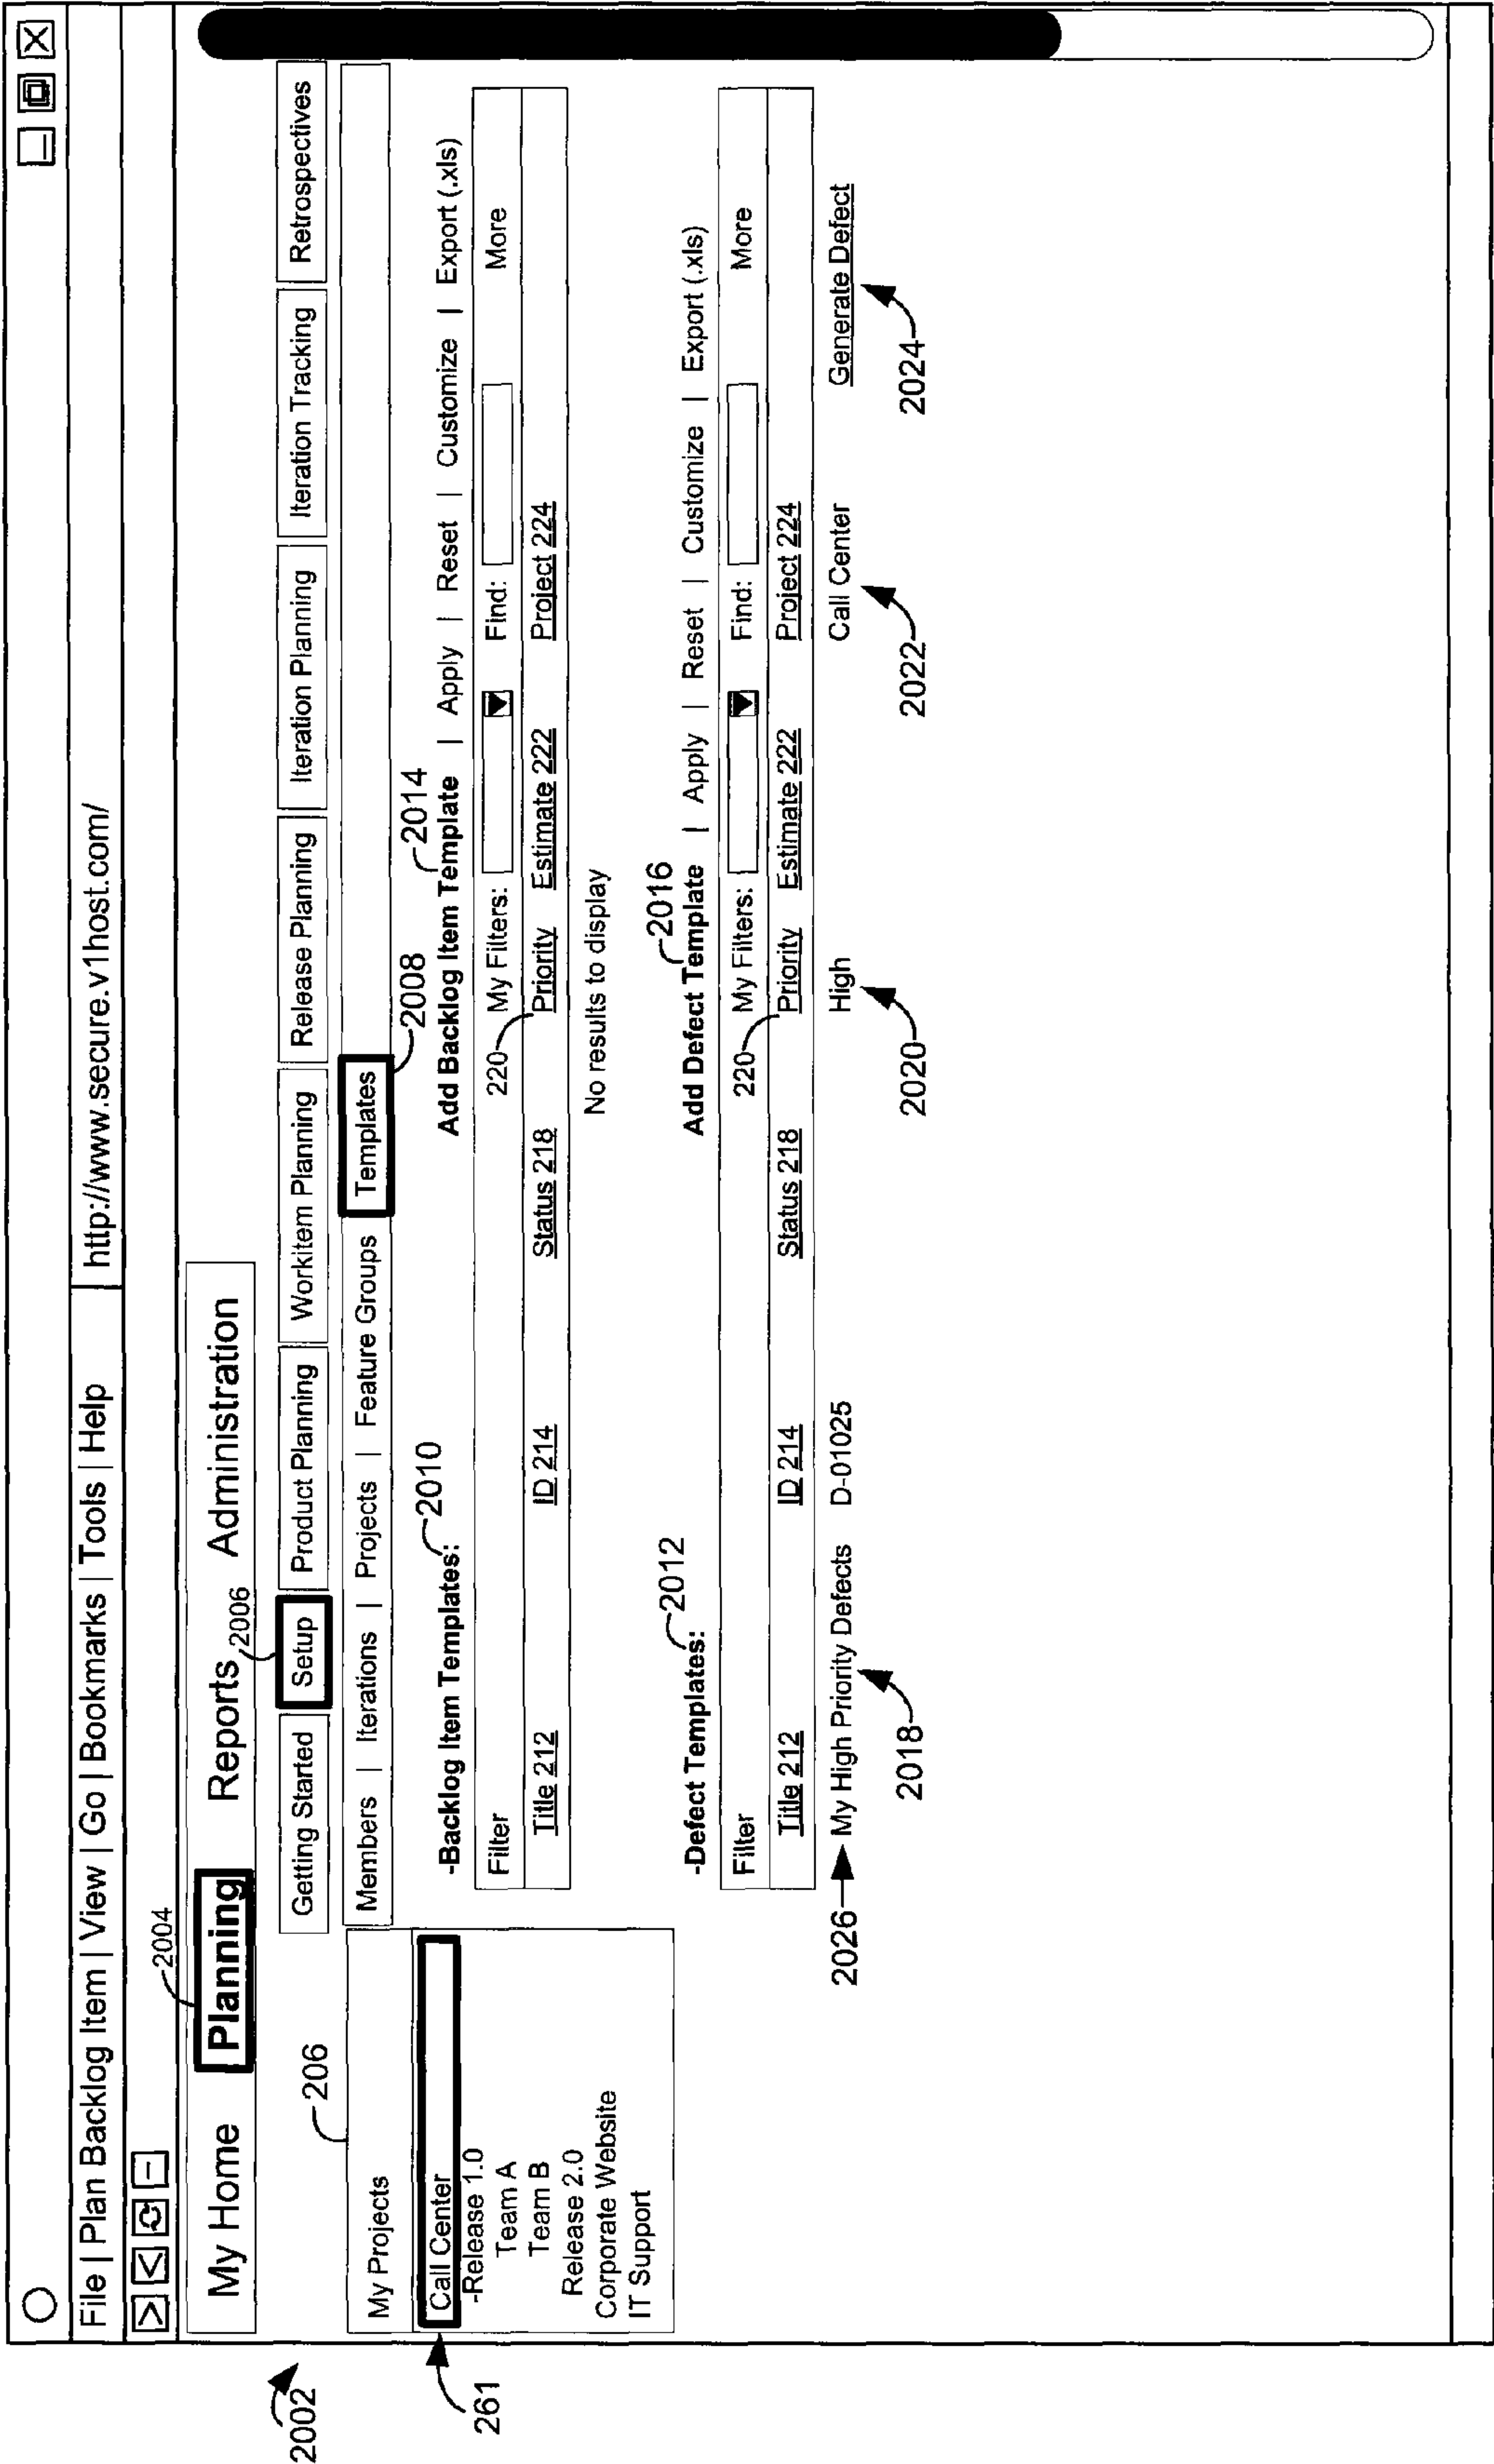 File | Plan Backlog Item | View | Go | Bookmarks | Tools | Help | http://www.secure.v1host.com/
2004
My Home Planning Reports Administration
2002
206
2006
Getting Started Setup Product Planning Workitem Planning Release Planning Iteration Planning Iteration Tracking Retrospectives
My Projects
Members | Iterations | Projects | Feature Groups Templates
2008
2010
2014
261
Call Center
-Release 1.0
Team A
Team B
Release 2.0
Corporate Website
IT Support
-Backlog Item Templates: Add Backlog Item Template | Apply | Reset | Customize | Export (.xls)
Filter 220 My Filters: Find: More
Title 212 ID 214 Status 218 Priority Estimate 222 Project 224
No results to display
2012
2016
-Defect Templates: Add Defect Template | Apply | Reset | Customize | Export (.xls)
Filter 220 My Filters: Find: More
Title 212 ID 214 Status 218 Priority Estimate 222 Project 224
2026 My High Priority Defects D-01025 High Call Center Generate Defect
2018 2020 2022 2024